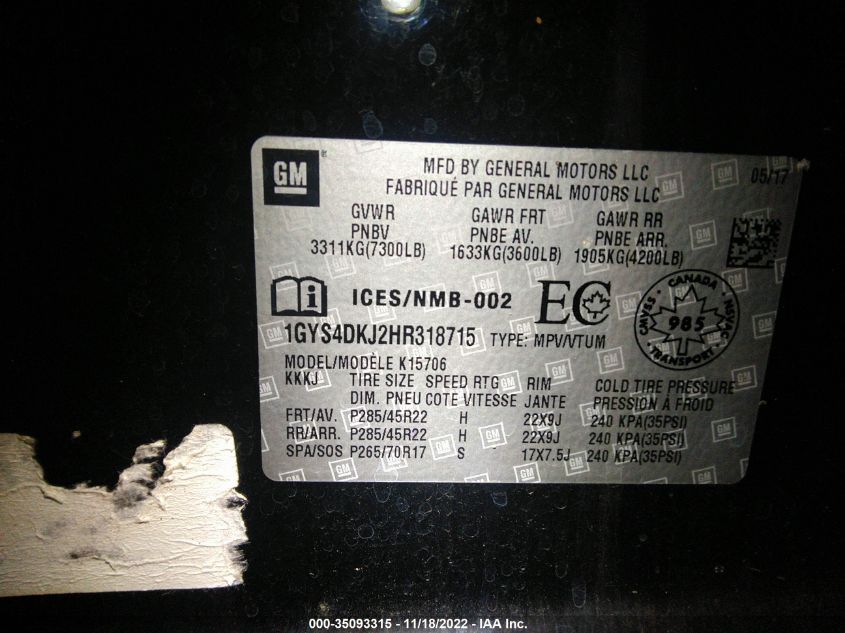 GM
MFD BY GENERAL MOTORS LLC
FABRIQUÉ PAR GENERAL MOTORS LLC
05/17
GVWR GAWR FRT GAWR RR
PNBV PNBE AV. PNBE ARR.
3311KG(7300LB) 1633KG(3600LB) 1905KG(4200LB)
i ICES/NMB-002 EC
CANADA
CMVSS 985 NSVAC
TRANSPORT
1GYS4DKJ2HR318715 TYPE: MPV/VTUM
MODEL/MODÈLE K15706
KKKJ TIRE SIZE SPEED RTG RIM COLD TIRE PRESSURE
DIM. PNEU COTE VITESSE JANTE PRESSION À FROID
FRT/AV. P285/45R22 H 22X9J 240 KPA(35PSI)
RR/ARR. P285/45R22 H 22X9J 240 KPA(35PSI)
SPA/SOS P265/70R17 S 17X7.5J 240 KPA(35PSI)
000-35093315 - 11/18/2022 - IAA Inc.